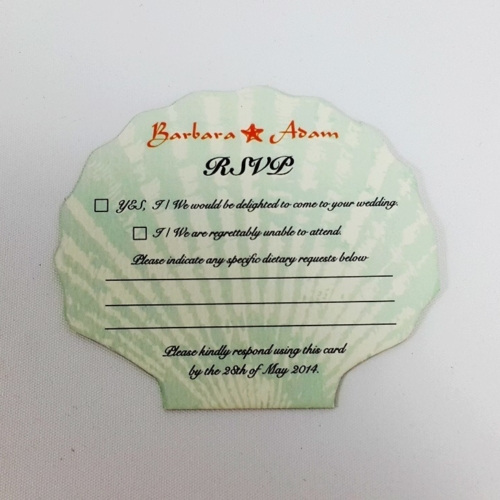 Barbara Adam
RSVP
YES, I / We would be delighted to come to your wedding.
I / We are regrettably unable to attend.
Please indicate any specific dietary requests below
Please kindly respond using this card
by the 28th of May 2014.